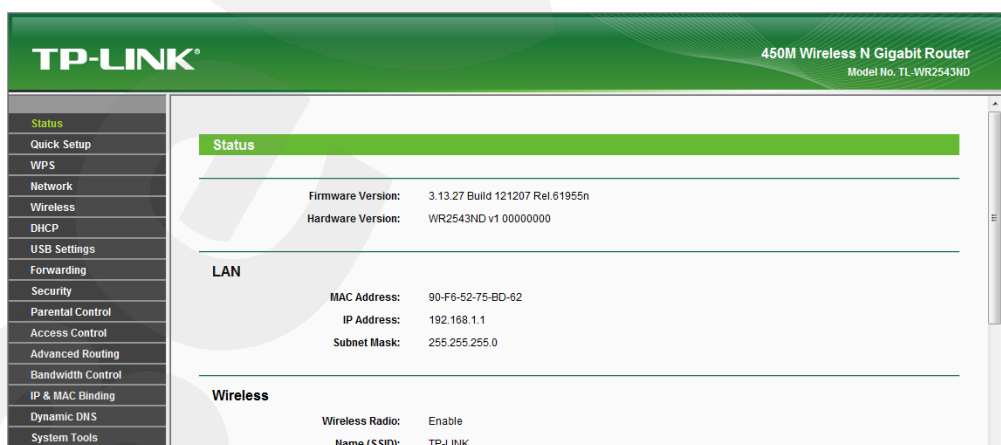 TP-LINK®
450M Wireless N Gigabit Router
Model No. TL-WR2543ND
Status
Quick Setup
WPS
Network
Wireless
DHCP
USB Settings
Forwarding
Security
Parental Control
Access Control
Advanced Routing
Bandwidth Control
IP & MAC Binding
Dynamic DNS
System Tools
Status
Firmware Version: 3.13.27 Build 121207 Rel.61955n
Hardware Version: WR2543ND v1 00000000
LAN
MAC Address: 90-F6-52-75-BD-62
IP Address: 192.168.1.1
Subnet Mask: 255.255.255.0
Wireless
Wireless Radio: Enable
Name (SSID): TP-LINK